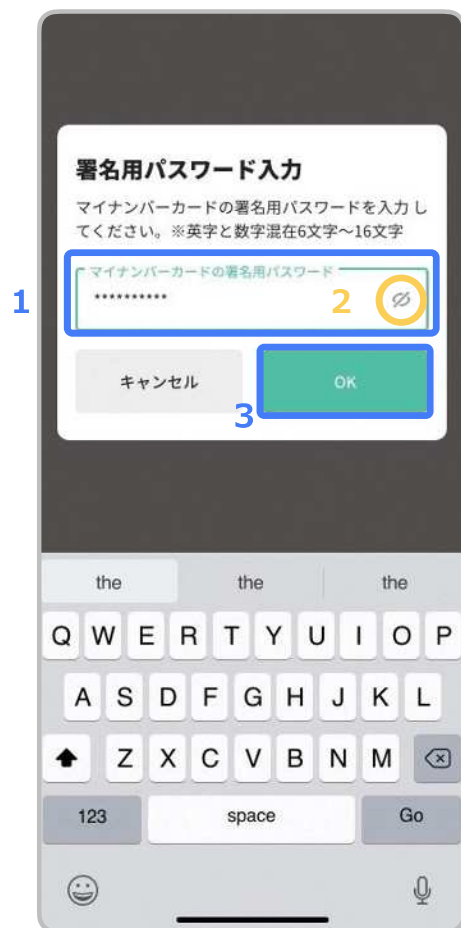 署名用パスワード入力
マイナンバーカードの署名用パスワードを入力し
てください。※英字と数字混在6文字～16文字
マイナンバーカードの署名用パスワード
1
**********
2
キャンセル
OK
3
the the the
Q W E R T Y U I O P
A S D F G H J K L
Z X C V B N M
123 space Go